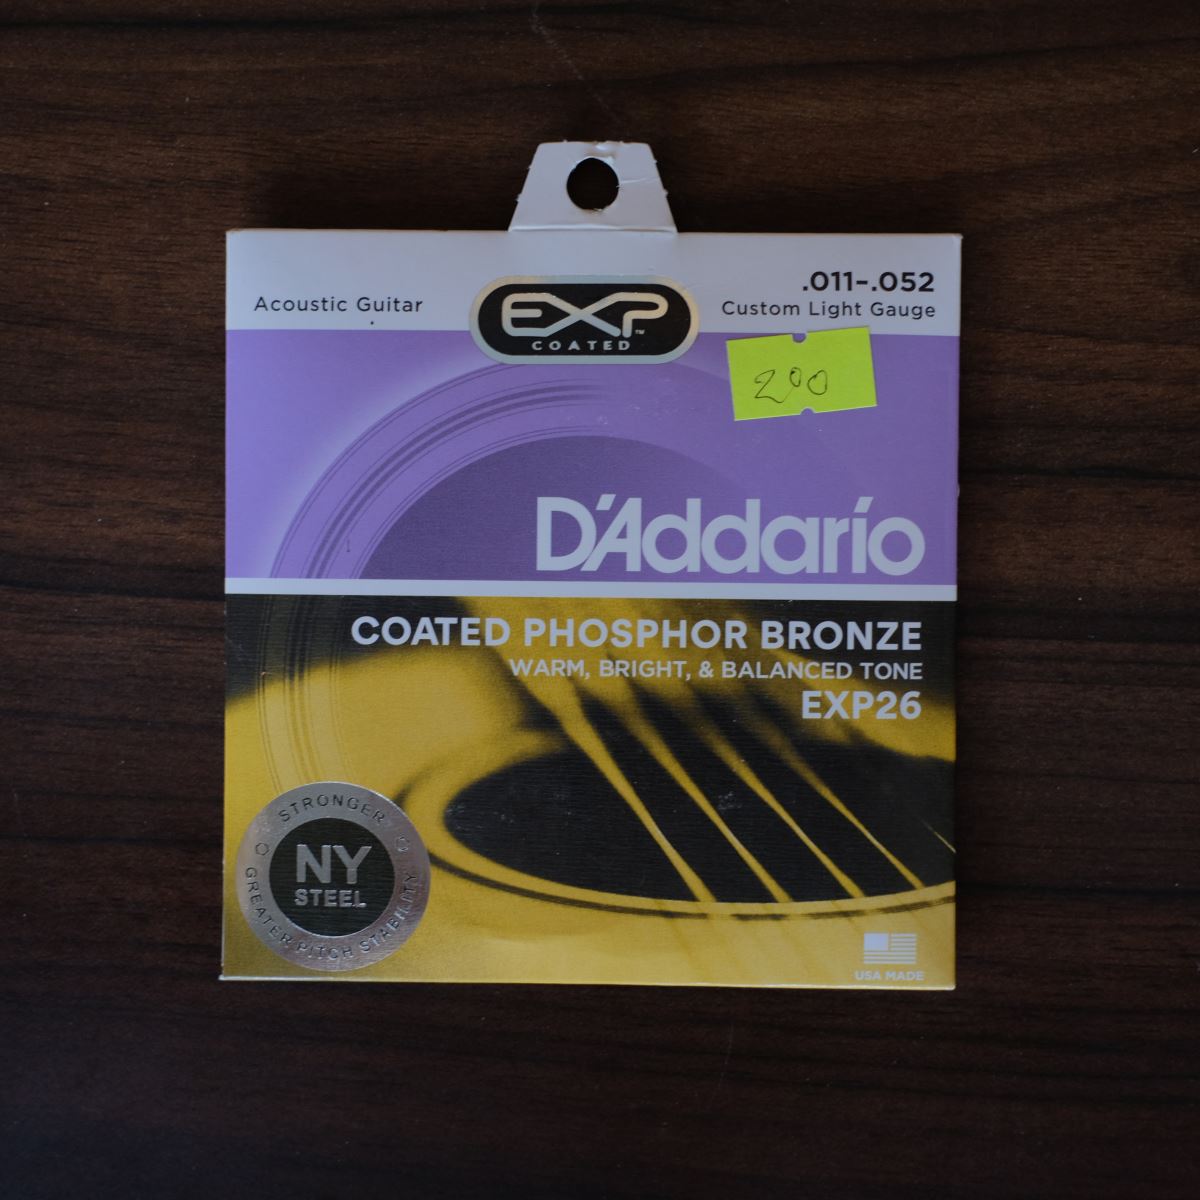 .011-.052
Acoustic Guitar
EXP™
COATED
Custom Light Gauge
200
D'Addario
COATED PHOSPHOR BRONZE
WARM, BRIGHT, & BALANCED TONE
EXP26
STRONGER
NY
STEEL
GREATER PITCH STABILITY
USA MADE